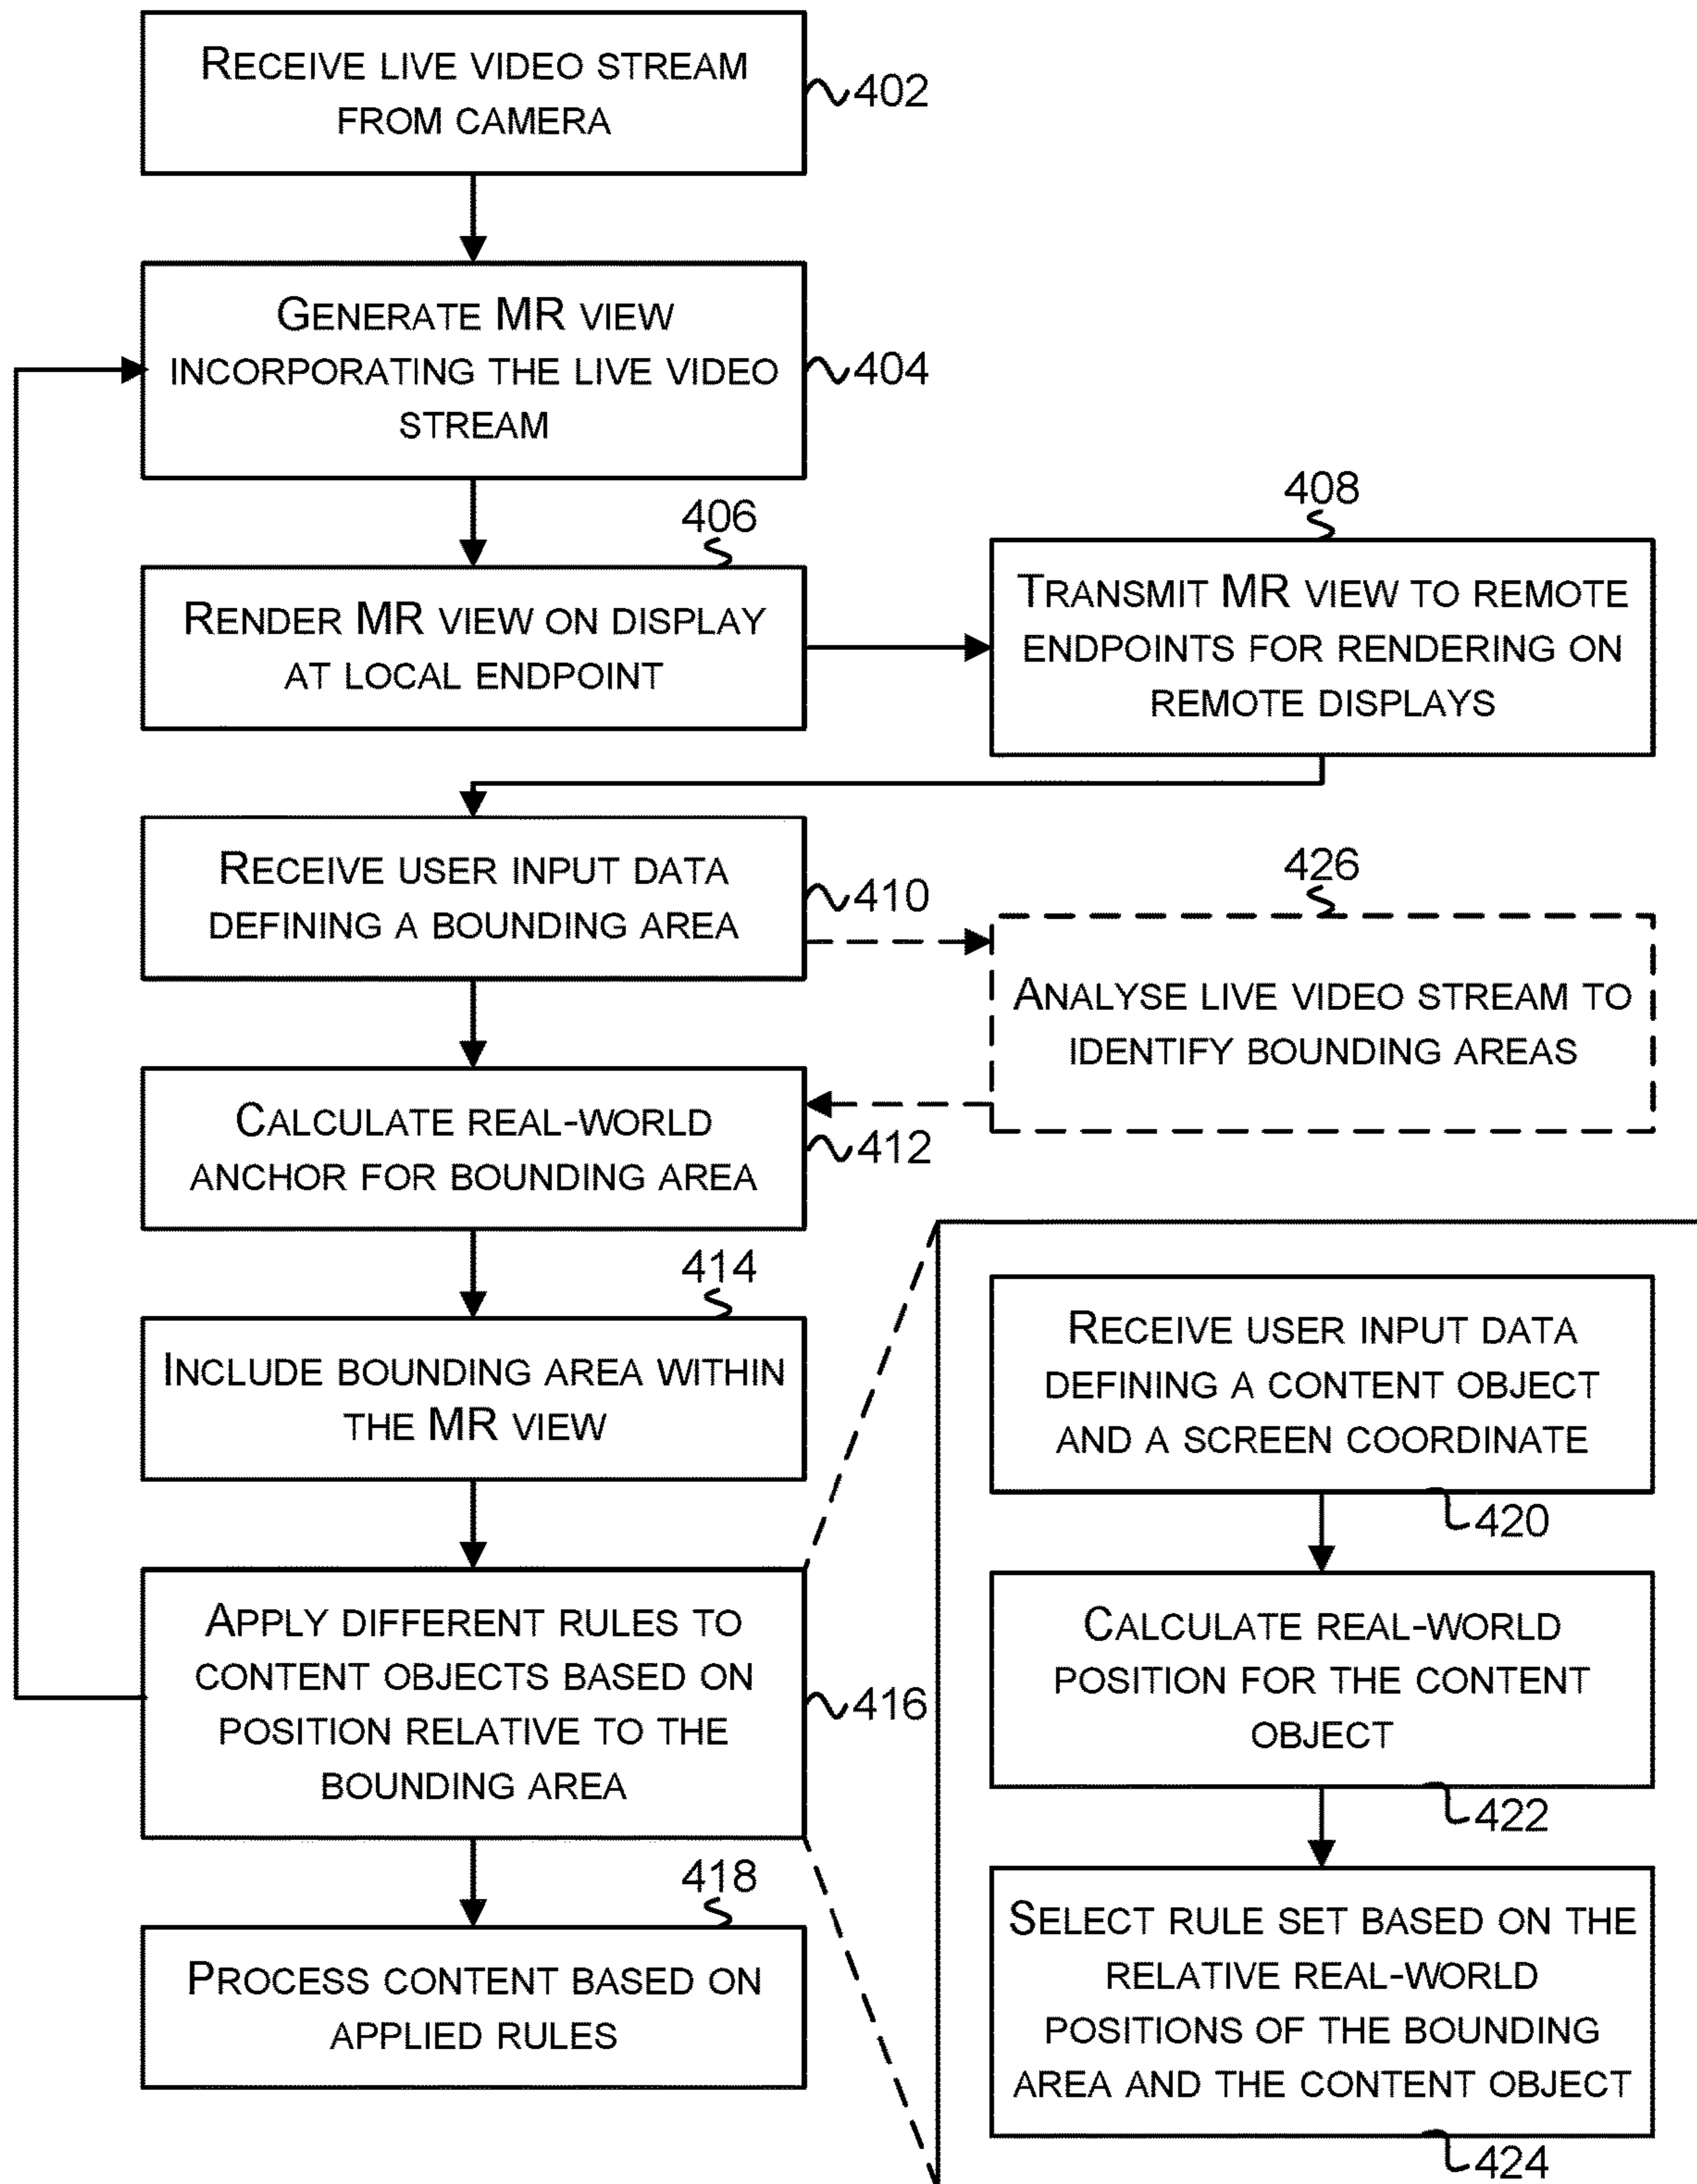 RECEIVE LIVE VIDEO STREAM
FROM CAMERA
402
GENERATE MR VIEW
INCORPORATING THE LIVE VIDEO
STREAM
404
406
RENDER MR VIEW ON DISPLAY
AT LOCAL ENDPOINT
408
TRANSMIT MR VIEW TO REMOTE
ENDPOINTS FOR RENDERING ON
REMOTE DISPLAYS
RECEIVE USER INPUT DATA
DEFINING A BOUNDING AREA
410
426
ANALYSE LIVE VIDEO STREAM TO
IDENTIFY BOUNDING AREAS
CALCULATE REAL-WORLD
ANCHOR FOR BOUNDING AREA
412
414
INCLUDE BOUNDING AREA WITHIN
THE MR VIEW
APPLY DIFFERENT RULES TO
CONTENT OBJECTS BASED ON
POSITION RELATIVE TO THE
BOUNDING AREA
416
418
PROCESS CONTENT BASED ON
APPLIED RULES
RECEIVE USER INPUT DATA
DEFINING A CONTENT OBJECT
AND A SCREEN COORDINATE
420
CALCULATE REAL-WORLD
POSITION FOR THE CONTENT
OBJECT
422
SELECT RULE SET BASED ON THE
RELATIVE REAL-WORLD
POSITIONS OF THE BOUNDING
AREA AND THE CONTENT OBJECT
424